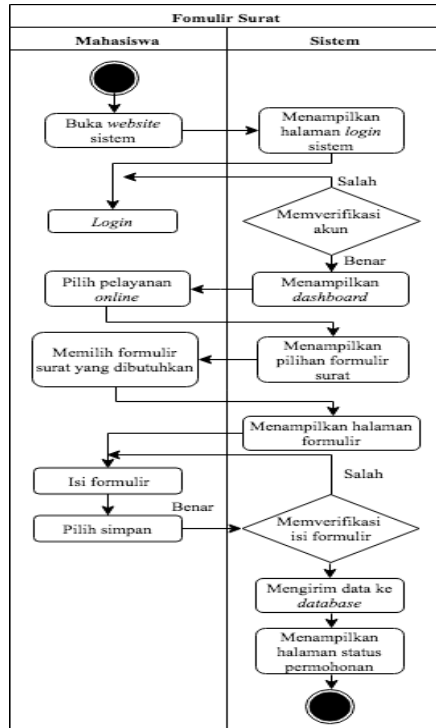 Fomulir Surat
Mahasiswa
Sistem
Buka website
sistem
Menampilkan
halaman login
sistem
Salah
Login
Memverifikasi
akun
Benar
Pilih pelayanan
online
Menampilkan
dashboard
Memilih formulir
surat yang dibutuhkan
Menampilkan
pilihan formulir
surat
Menampilkan halaman
formulir
Isi formulir
Salah
Pilih simpan
Benar
Memverifikasi
isi formulir
Mengirim data ke
database
Menampilkan
halaman status
permohonan